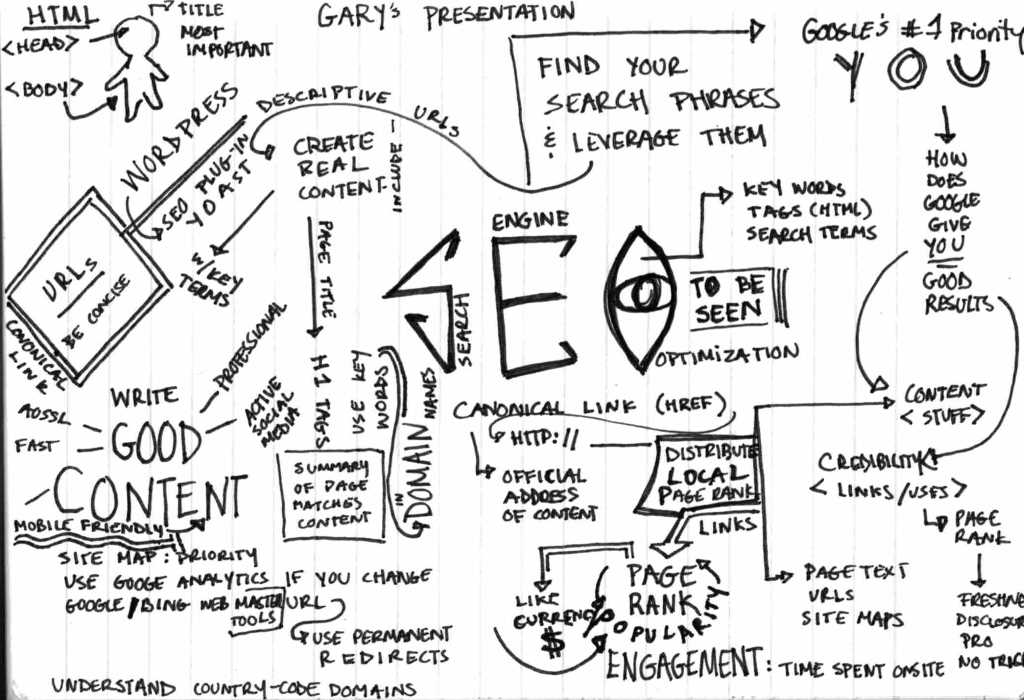 HTML
<HEAD>
<BODY>
TITLE
MOST
IMPORTANT
GARY'S PRESENTATION
GOOGLE'S #1 Priority
YOU
FIND YOUR
SEARCH PHRASES
& LEVERAGE THEM
WORDPRESS
SEO PLUG-IN
YOAST
DESCRIPTIVE URLS
CREATE
REAL
CONTENT
INCLUDE
W/KEY
TERMS
PAGE TITLE
H1 TAGS
USE KEY
WORDS
IN
DOMAIN NAMES
SUMMARY
OF PAGE
MATCHES
CONTENT
URLs
BE CONCISE
CONONICAL
LINK
SEO
SEARCH
ENGINE
OPTIMIZATION
TO BE
SEEN
KEY WORDS
TAGS (HTML)
SEARCH TERMS
HOW
DOES
GOOGLE
GIVE
YOU
GOOD
RESULTS
CONTENT
<STUFF>
CREDIBILITY
<LINKS/USES>
PAGE
RANK
DISCLOSUR
PRO
NO TRICK
WRITE
GOOD
CONTENT
PROFESSIONAL
ACTIVE
SOCIAL
MEDIA
FAST
MOBILE FRIENDLY
SITE MAP: PRIORITY
USE GOOGE ANALYTICS
GOOGLE/BING WEB MASTER
TOOLS
IF YOU CHANGE
URL
USE PERMANENT
REDIRECTS
UNDERSTAND COUNTRY-CODE DOMAINS
CANONICAL LINK (HREF)
HTTP://
OFFICIAL
ADDRESS
OF CONTENT
DISTRIBUTE
LOCAL
PAGE RANK
LINKS
PAGE
RANK
POPULARITY
LIKE
CURRENCY
$
%
PAGE TEXT
URLS
SITE MAPS
ENGAGEMENT: TIME SPENT ONSITE